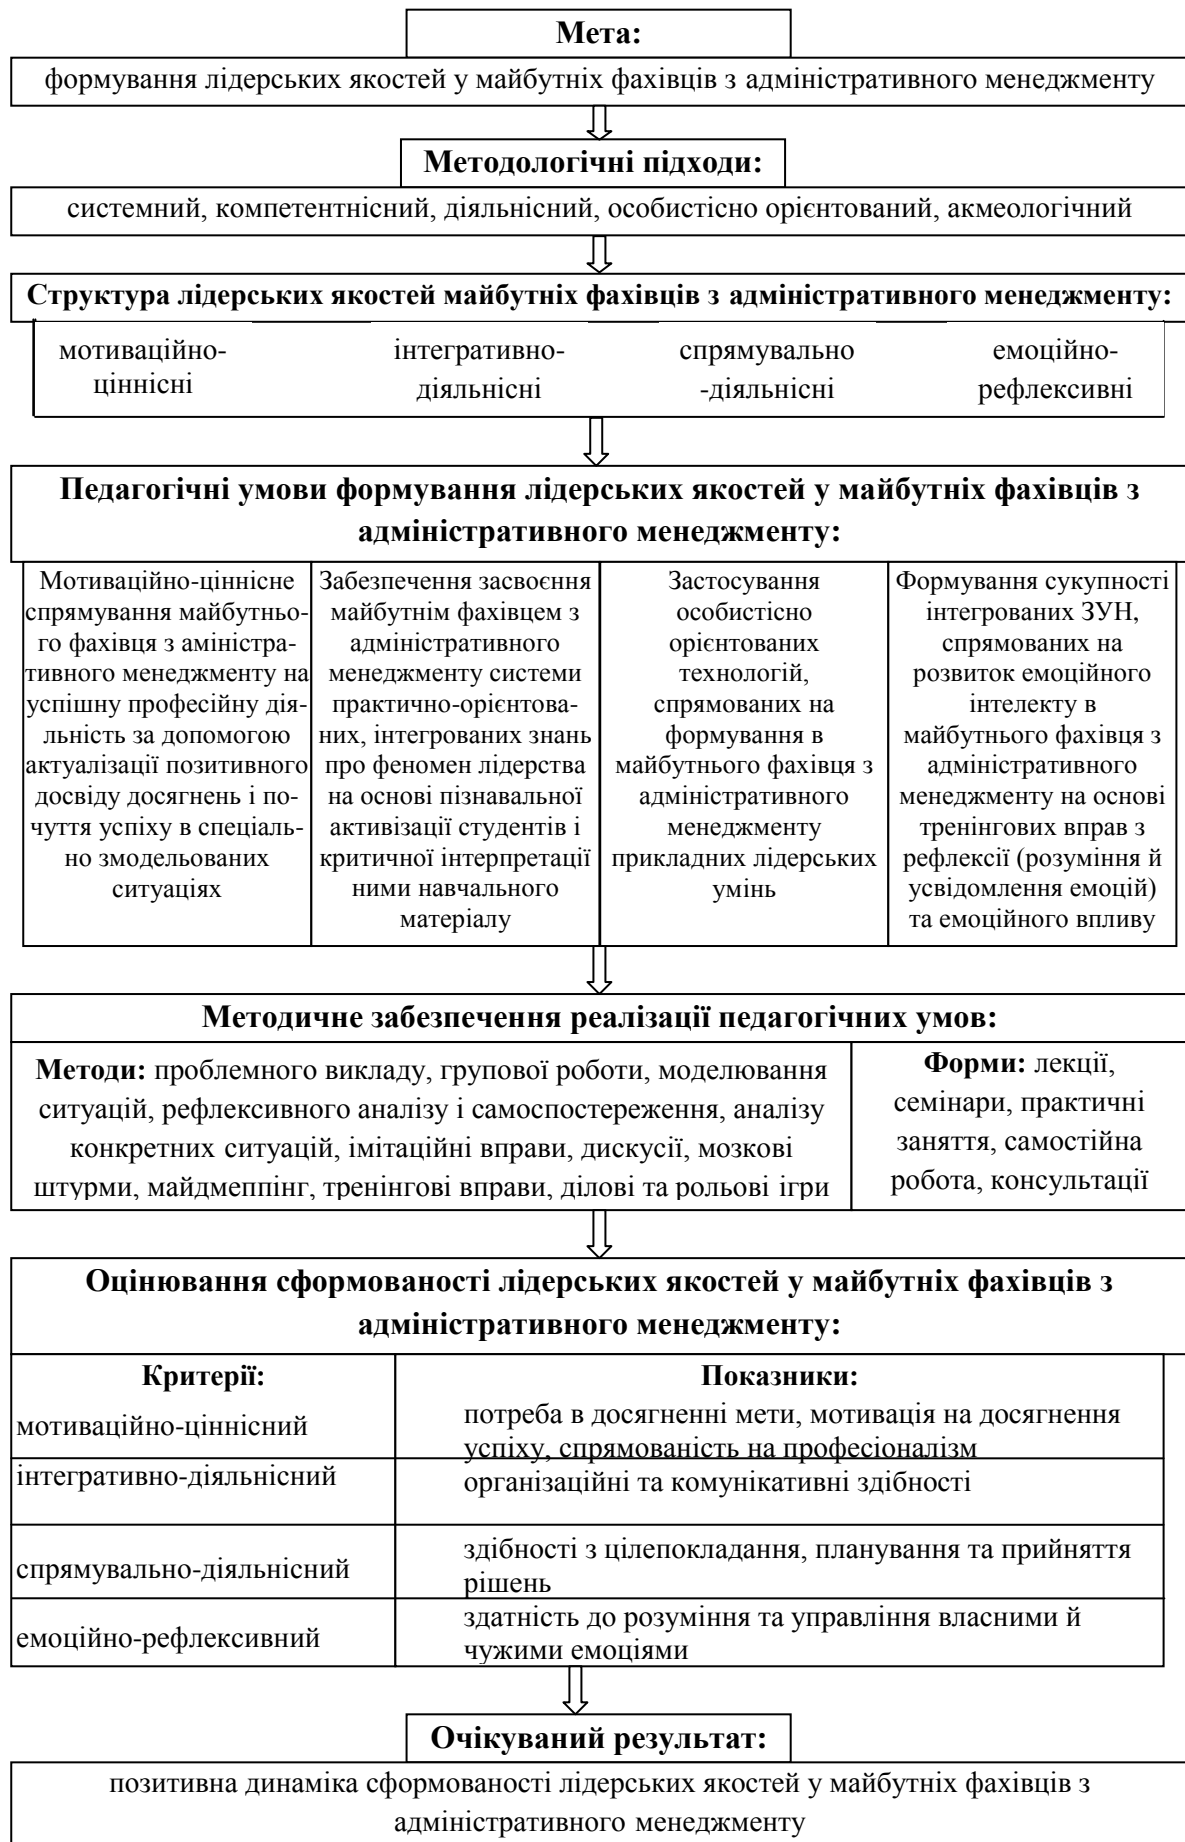 Мета:
формування лідерських якостей у майбутніх фахівців з адміністративного менеджменту
Методологічні підходи:
системний, компетентнісний, діяльнісний, особистісно орієнтований, акмеологічний
Структура лідерських якостей майбутніх фахівців з адміністративного менеджменту:
мотиваційно-
ціннісні
інтегративно-
діяльнісні
спрямувально
-діяльнісні
емоційно-
рефлексивні
Педагогічні умови формування лідерських якостей у майбутніх фахівців з
адміністративного менеджменту:
Мотиваційно-ціннісне
спрямування майбутньо-
го фахівця з аміністра-
тивного менеджменту на
успішну професійну дія-
льність за допомогою
актуалізації позитивного
досвіду досягнень і по-
чуття успіху в спеціаль-
но змодельованих
ситуаціях
Забезпечення засвоєння
майбутнім фахівцем з
адміністративного
менеджменту системи
практично-орієнтова-
них, інтегрованих знань
про феномен лідерства
на основі пізнавальної
активізації студентів і
критичної інтерпретації
ними навчального
матеріалу
Застосування
особистісно
орієнтованих
технологій,
спрямованих на
формування в
майбутнього фахівця з
адміністративного
менеджменту
прикладних лідерських
умінь
Формування сукупності
інтегрованих ЗУН,
спрямованих на
розвиток емоційного
інтелекту в
майбутнього фахівця з
адміністративного
менеджменту на основі
тренінгових вправ з
рефлексії (розуміння й
усвідомлення емоцій)
та емоційного впливу
Методичне забезпечення реалізації педагогічних умов:
Методи: проблемного викладу, групової роботи, моделювання
ситуацій, рефлексивного аналізу і самоспостереження, аналізу
конкретних ситуацій, імітаційні вправи, дискусії, мозкові
штурми, майдмеппінг, тренінгові вправи, ділові та рольові ігри
Форми: лекції,
семінари, практичні
заняття, самостійна
робота, консультації
Оцінювання сформованості лідерських якостей у майбутніх фахівців з
адміністративного менеджменту:
Критерії:
Показники:
мотиваційно-ціннісний
потреба в досягненні мети, мотивація на досягнення
успіху, спрямованість на професіоналізм
інтегративно-діяльнісний
організаційні та комунікативні здібності
спрямувально-діяльнісний
здібності з цілепокладання, планування та прийняття
рішень
емоційно-рефлексивний
здатність до розуміння та управління власними й
чужими емоціями
Очікуваний результат:
позитивна динаміка сформованості лідерських якостей у майбутніх фахівців з
адміністративного менеджменту